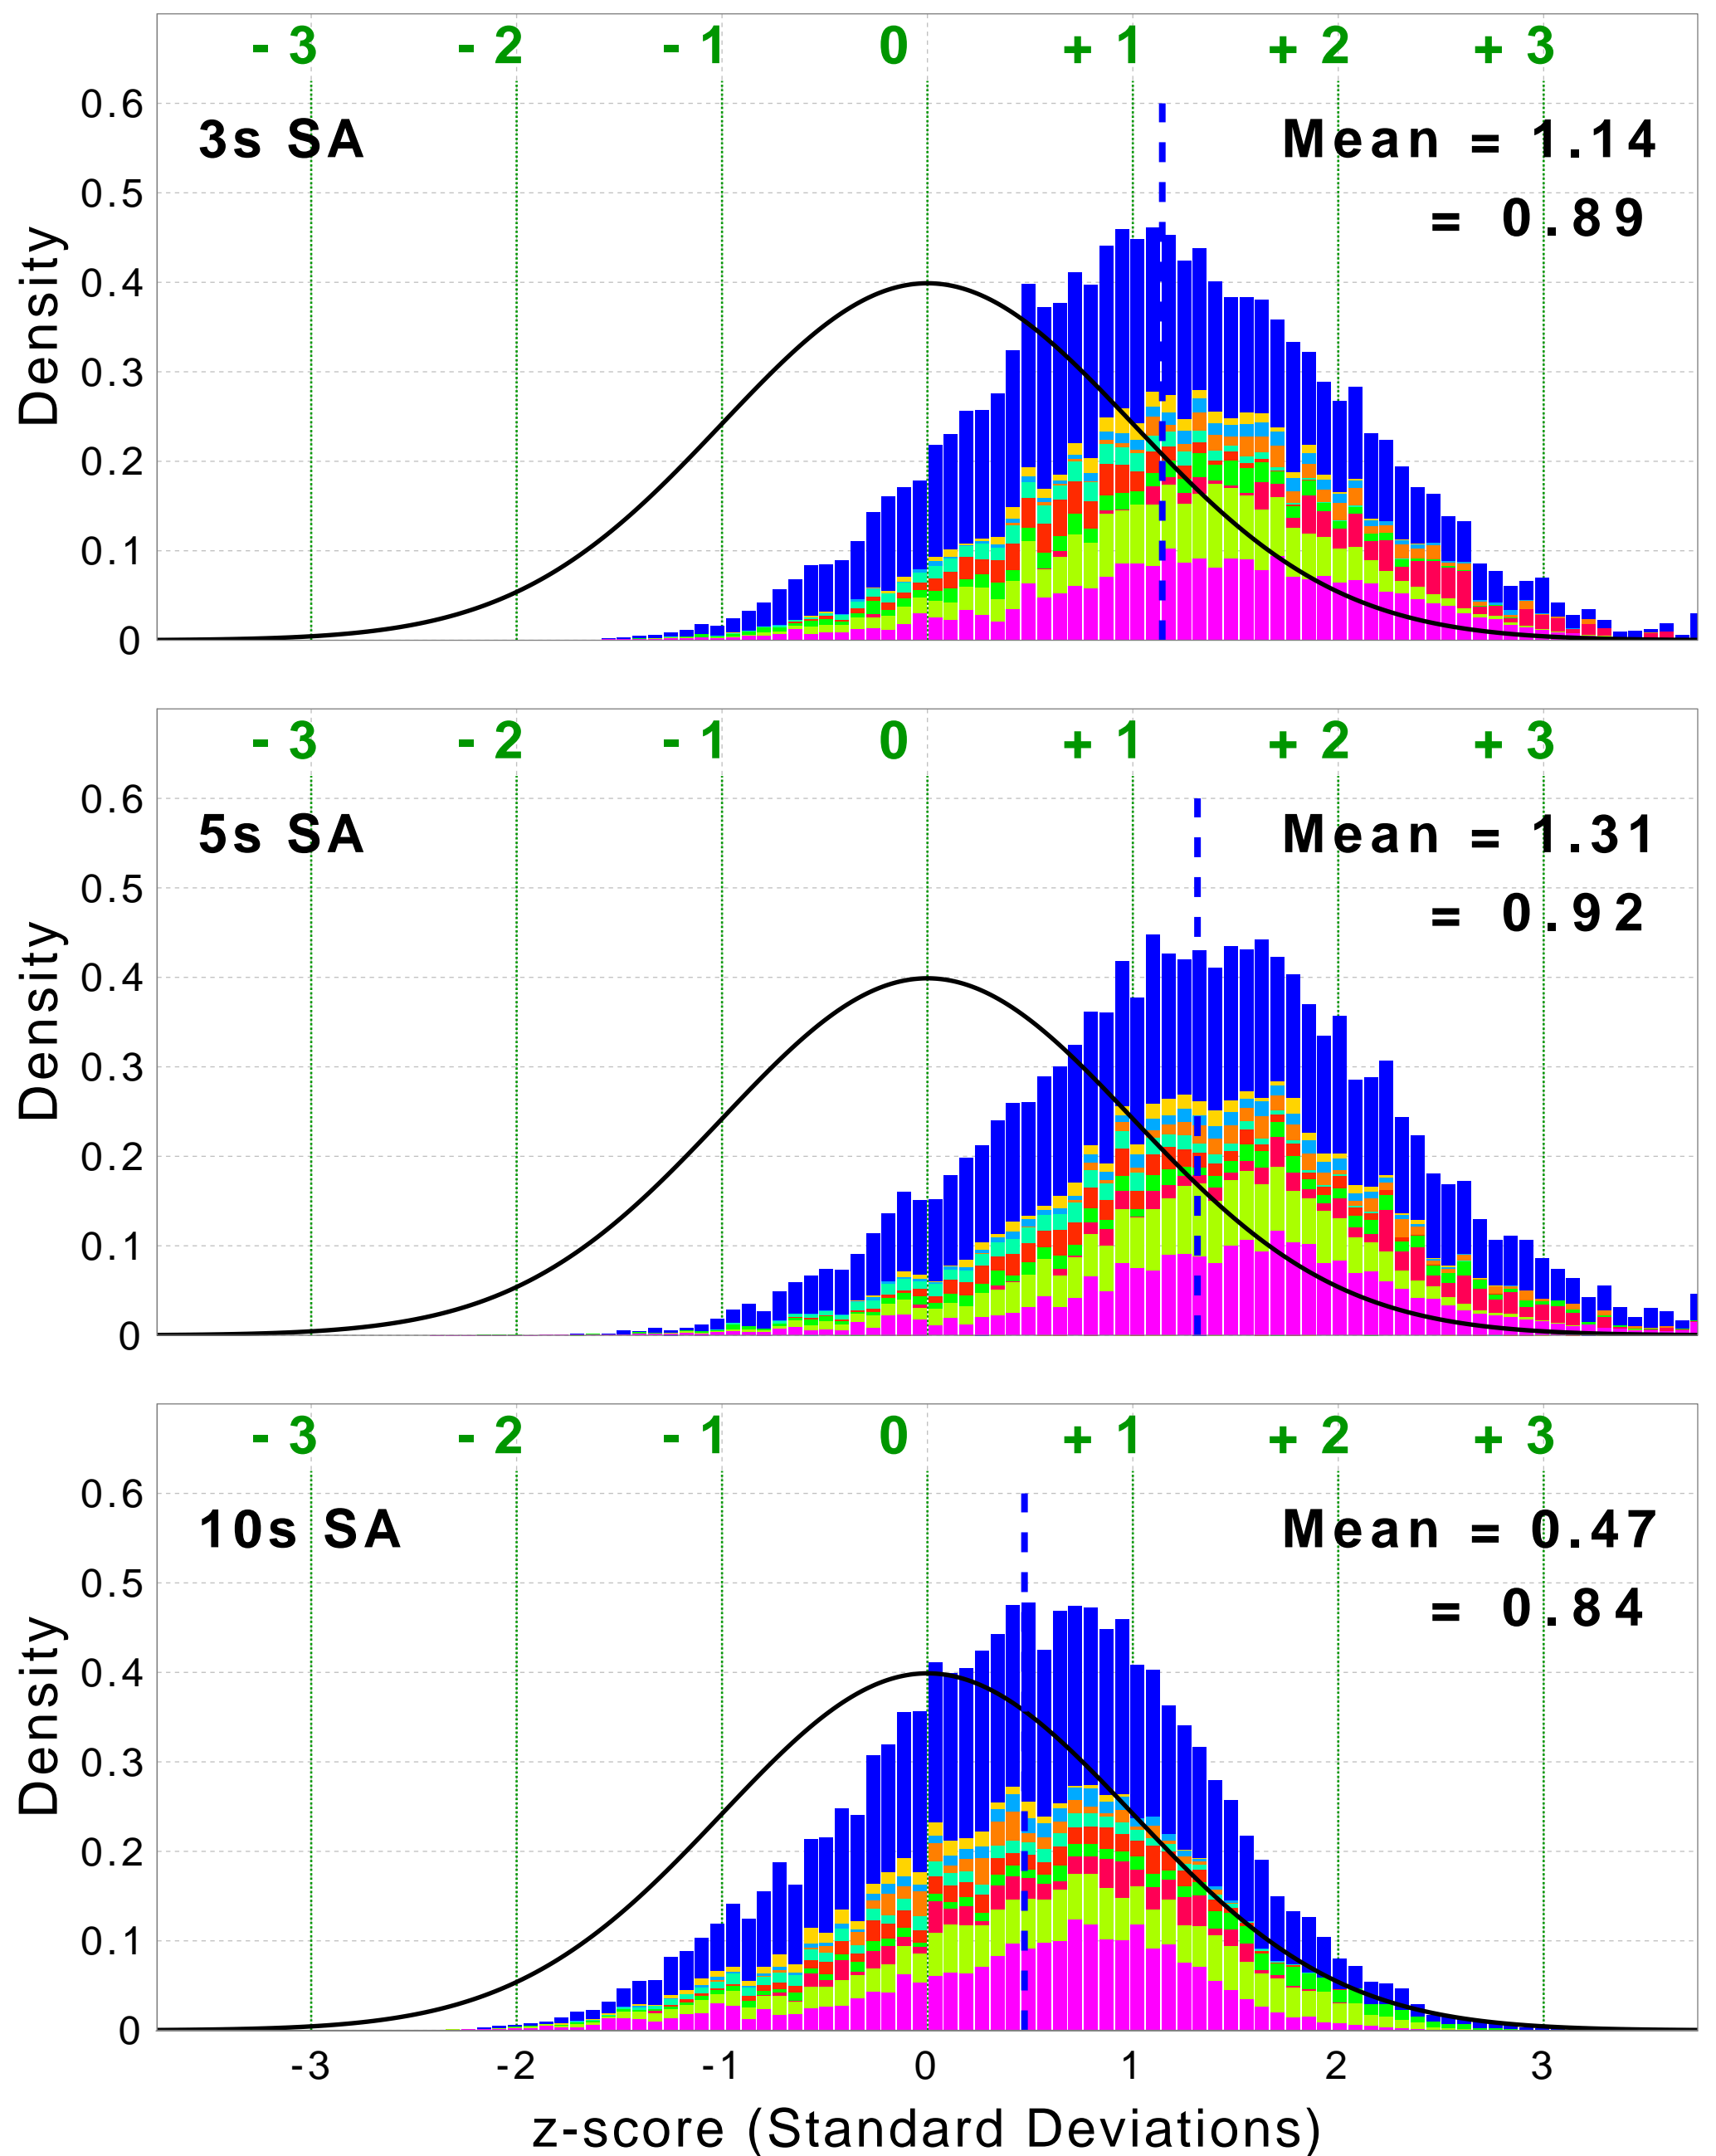 - 3 - 2 - 1 0 + 1 + 2 + 3
0.6
3s SA Mean = 1.14
0.5
= 0.89
0.4
0.3
0.2
0.1
0
Density
- 3 - 2 - 1 0 + 1 + 2 + 3
0.6
5s SA Mean = 1.31
0.5
= 0.92
0.4
0.3
0.2
0.1
0
Density
- 3 - 2 - 1 0 + 1 + 2 + 3
0.6
10s SA Mean = 0.47
0.5
= 0.84
0.4
0.3
0.2
0.1
0
Density
-3 -2 -1 0 1 2 3
z-score (Standard Deviations)